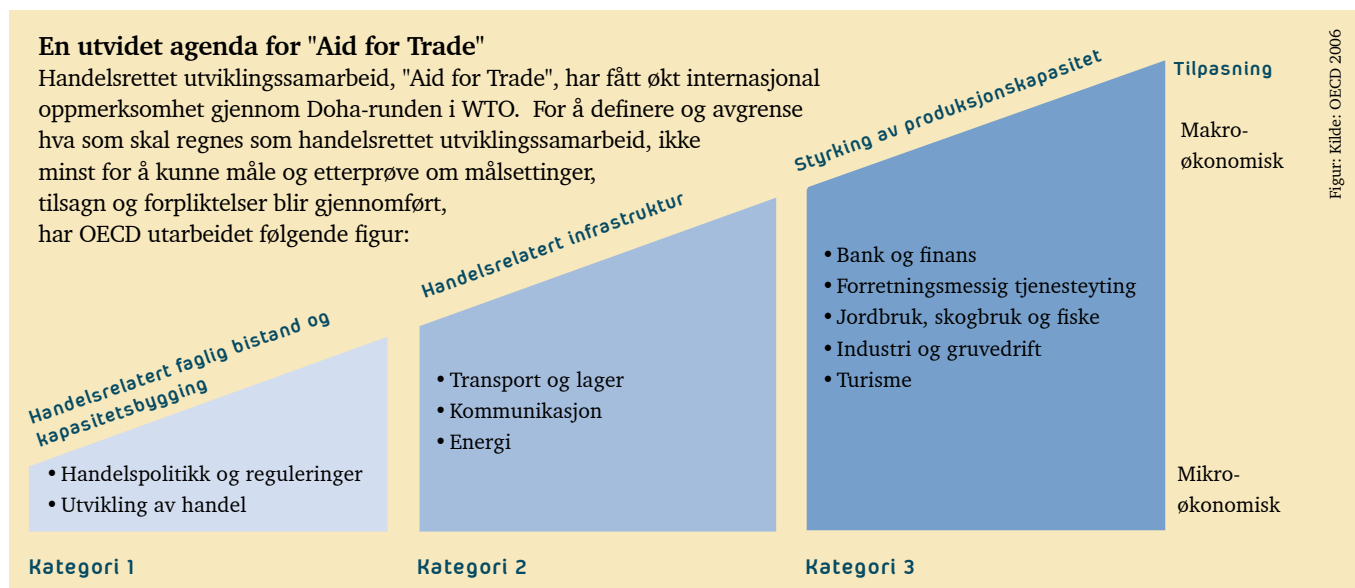 En utvidet agenda for "Aid for Trade"
Handelsrettet utviklingssamarbeid, "Aid for Trade", har fått økt internasjonal
oppmerksomhet gjennom Doha-runden i WTO.  For å definere og avgrense
hva som skal regnes som handelsrettet utviklingssamarbeid, ikke
minst for å kunne måle og etterprøve om målsettinger,
tilsagn og forpliktelser blir gjennomført,
har OECD utarbeidet følgende figur:
Handelsrelatert faglig bistand og
kapasitetsbygging
• Handelspolitikk og reguleringer
• Utvikling av handel
Kategori 1
Handelsrelatert infrastruktur
• Transport og lager
• Kommunikasjon
• Energi
Kategori 2
Styrking av produksjonskapasitet
• Bank og finans
• Forretningsmessig tjenesteyting
• Jordbruk, skogbruk og fiske
• Industri og gruvedrift
• Turisme
Kategori 3
Tilpasning
Makro-
økonomisk
Mikro-
økonomisk
Figur: Kilde: OECD 2006